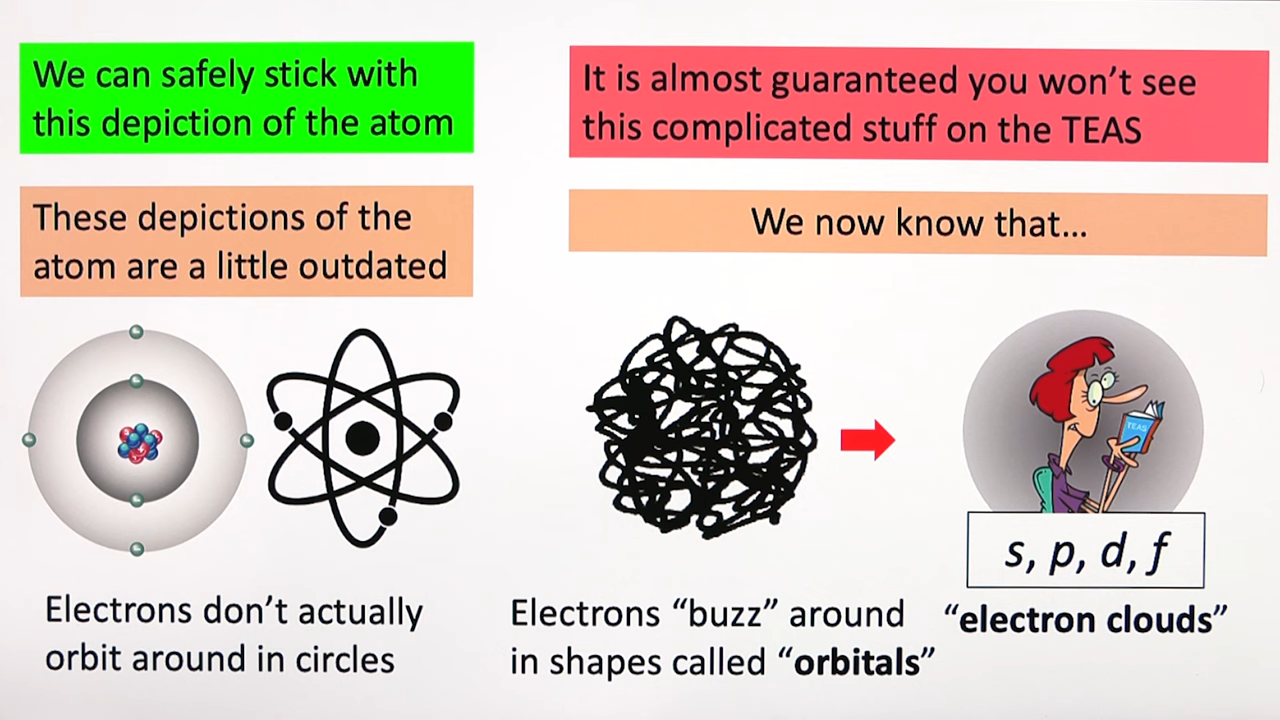 We can safely stick with
this depiction of the atom
It is almost guaranteed you won't see
this complicated stuff on the TEAS
These depictions of the
atom are a little outdated
We now know that...
TEAS
s, p, d, f
Electrons don't actually
orbit around in circles
Electrons "buzz" around
in shapes called "orbitals"
"electron clouds"